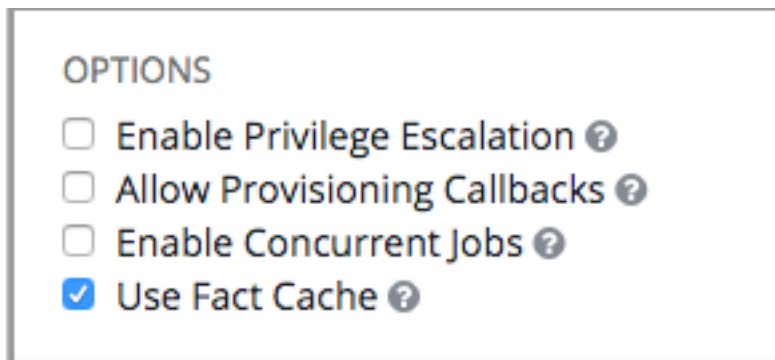 OPTIONS
Enable Privilege Escalation ?
Allow Provisioning Callbacks ?
Enable Concurrent Jobs ?
Use Fact Cache ?